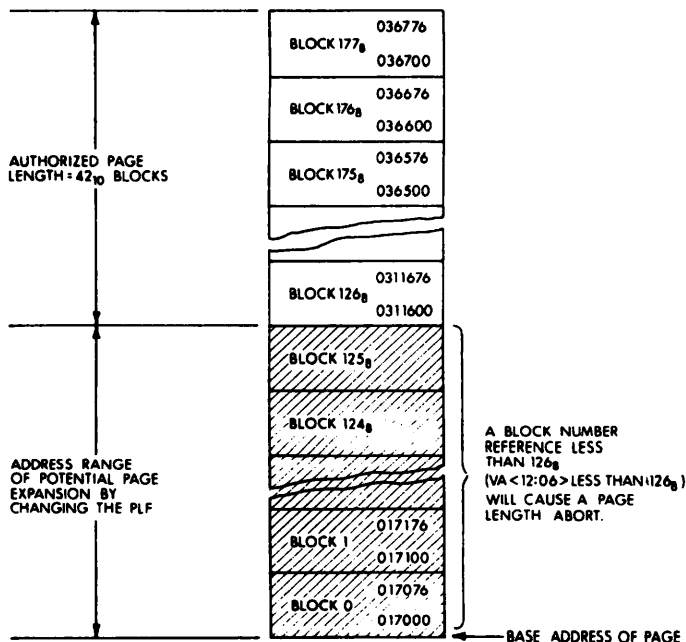 BLOCK 177₈
036776
036700
BLOCK 176₈
036676
036600
BLOCK 175₈
036576
036500
AUTHORIZED PAGE
LENGTH = 42₁₀ BLOCKS
BLOCK 126₈
0311676
0311600
BLOCK 125₈
BLOCK 124₈
ADDRESS RANGE
OF POTENTIAL PAGE
EXPANSION BY
CHANGING THE PLF
A BLOCK NUMBER
REFERENCE LESS
THAN 126₈
(VA<12:06> LESS THAN 126₈)
WILL CAUSE A PAGE
LENGTH ABORT.
BLOCK 1
017176
017100
BLOCK 0
017076
017000
BASE ADDRESS OF PAGE